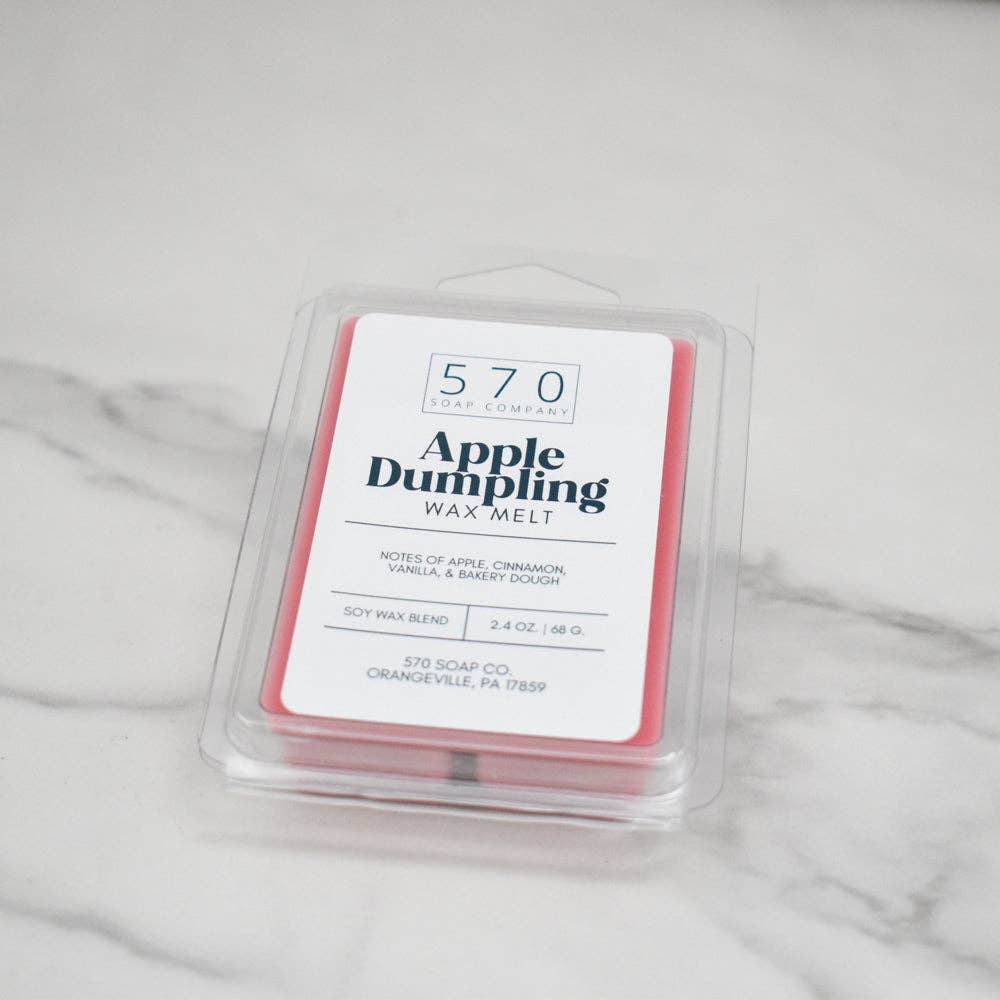 570
SOAP COMPANY
Apple
Dumpling
WAX MELT
NOTES OF APPLE, CINNAMON,
VANILLA, & BAKERY DOUGH
SOY WAX BLEND | 2.4 OZ. | 68 G.
570 SOAP CO.
ORANGEVILLE, PA 17859